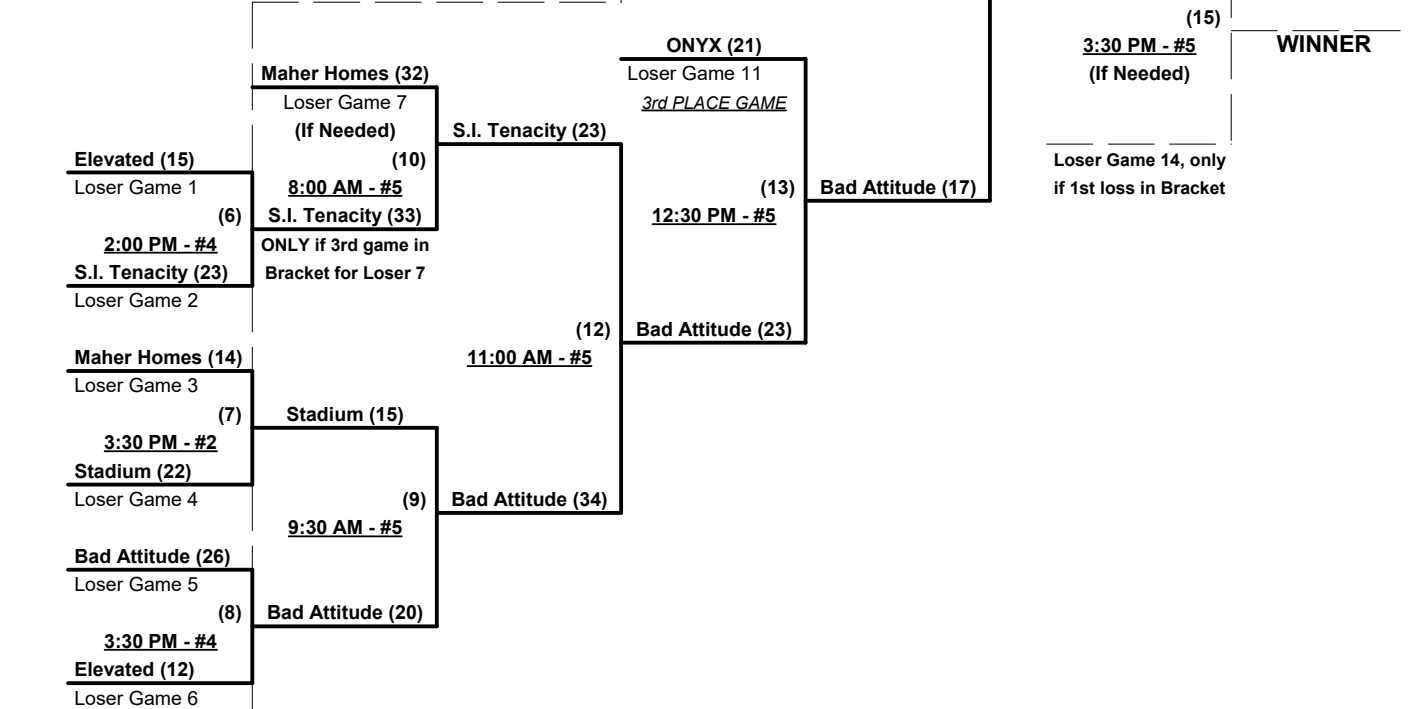 (15)
3:30 PM - #5
(If Needed)
WINNER
Loser Game 14, only
if 1st loss in Bracket
ONYX (21)
Loser Game 11
3rd PLACE GAME
(13)
12:30 PM - #5
Bad Attitude (17)
Bad Attitude (23)
Maher Homes (32)
Loser Game 7
(If Needed)
(10)
8:00 AM - #5
S.I. Tenacity (33)
ONLY if 3rd game in
Bracket for Loser 7
S.I. Tenacity (23)
(12)
11:00 AM - #5
Bad Attitude (34)
Elevated (15)
Loser Game 1
(6)
2:00 PM - #4
S.I. Tenacity (23)
Loser Game 2
Maher Homes (14)
Loser Game 3
(7)
3:30 PM - #2
Stadium (22)
Loser Game 4
Stadium (15)
(9)
9:30 AM - #5
Bad Attitude (20)
Bad Attitude (26)
Loser Game 5
(8)
3:30 PM - #4
Elevated (12)
Loser Game 6